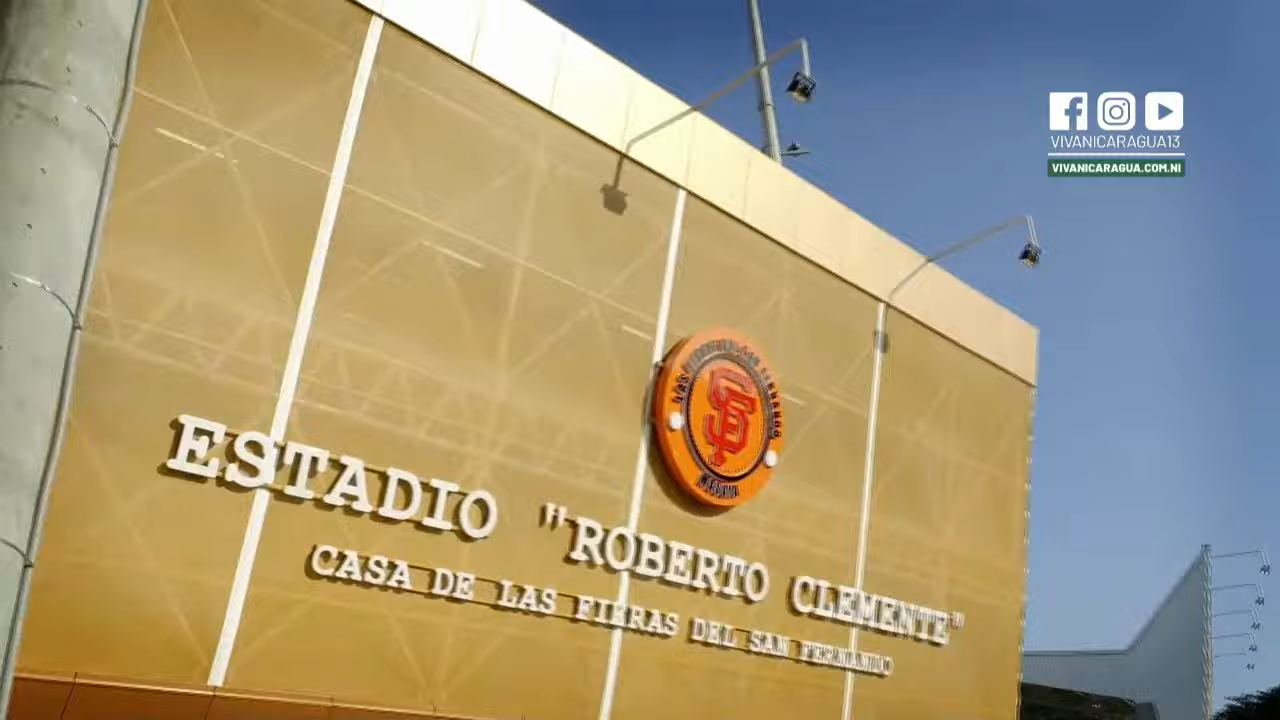 VIVANICARAGUA13
VIVANICARAGUA.COM.NI
SF
ESTADIO "ROBERTO CLEMENTE"
CASA DE LAS FIERAS DEL SAN FERNANDO